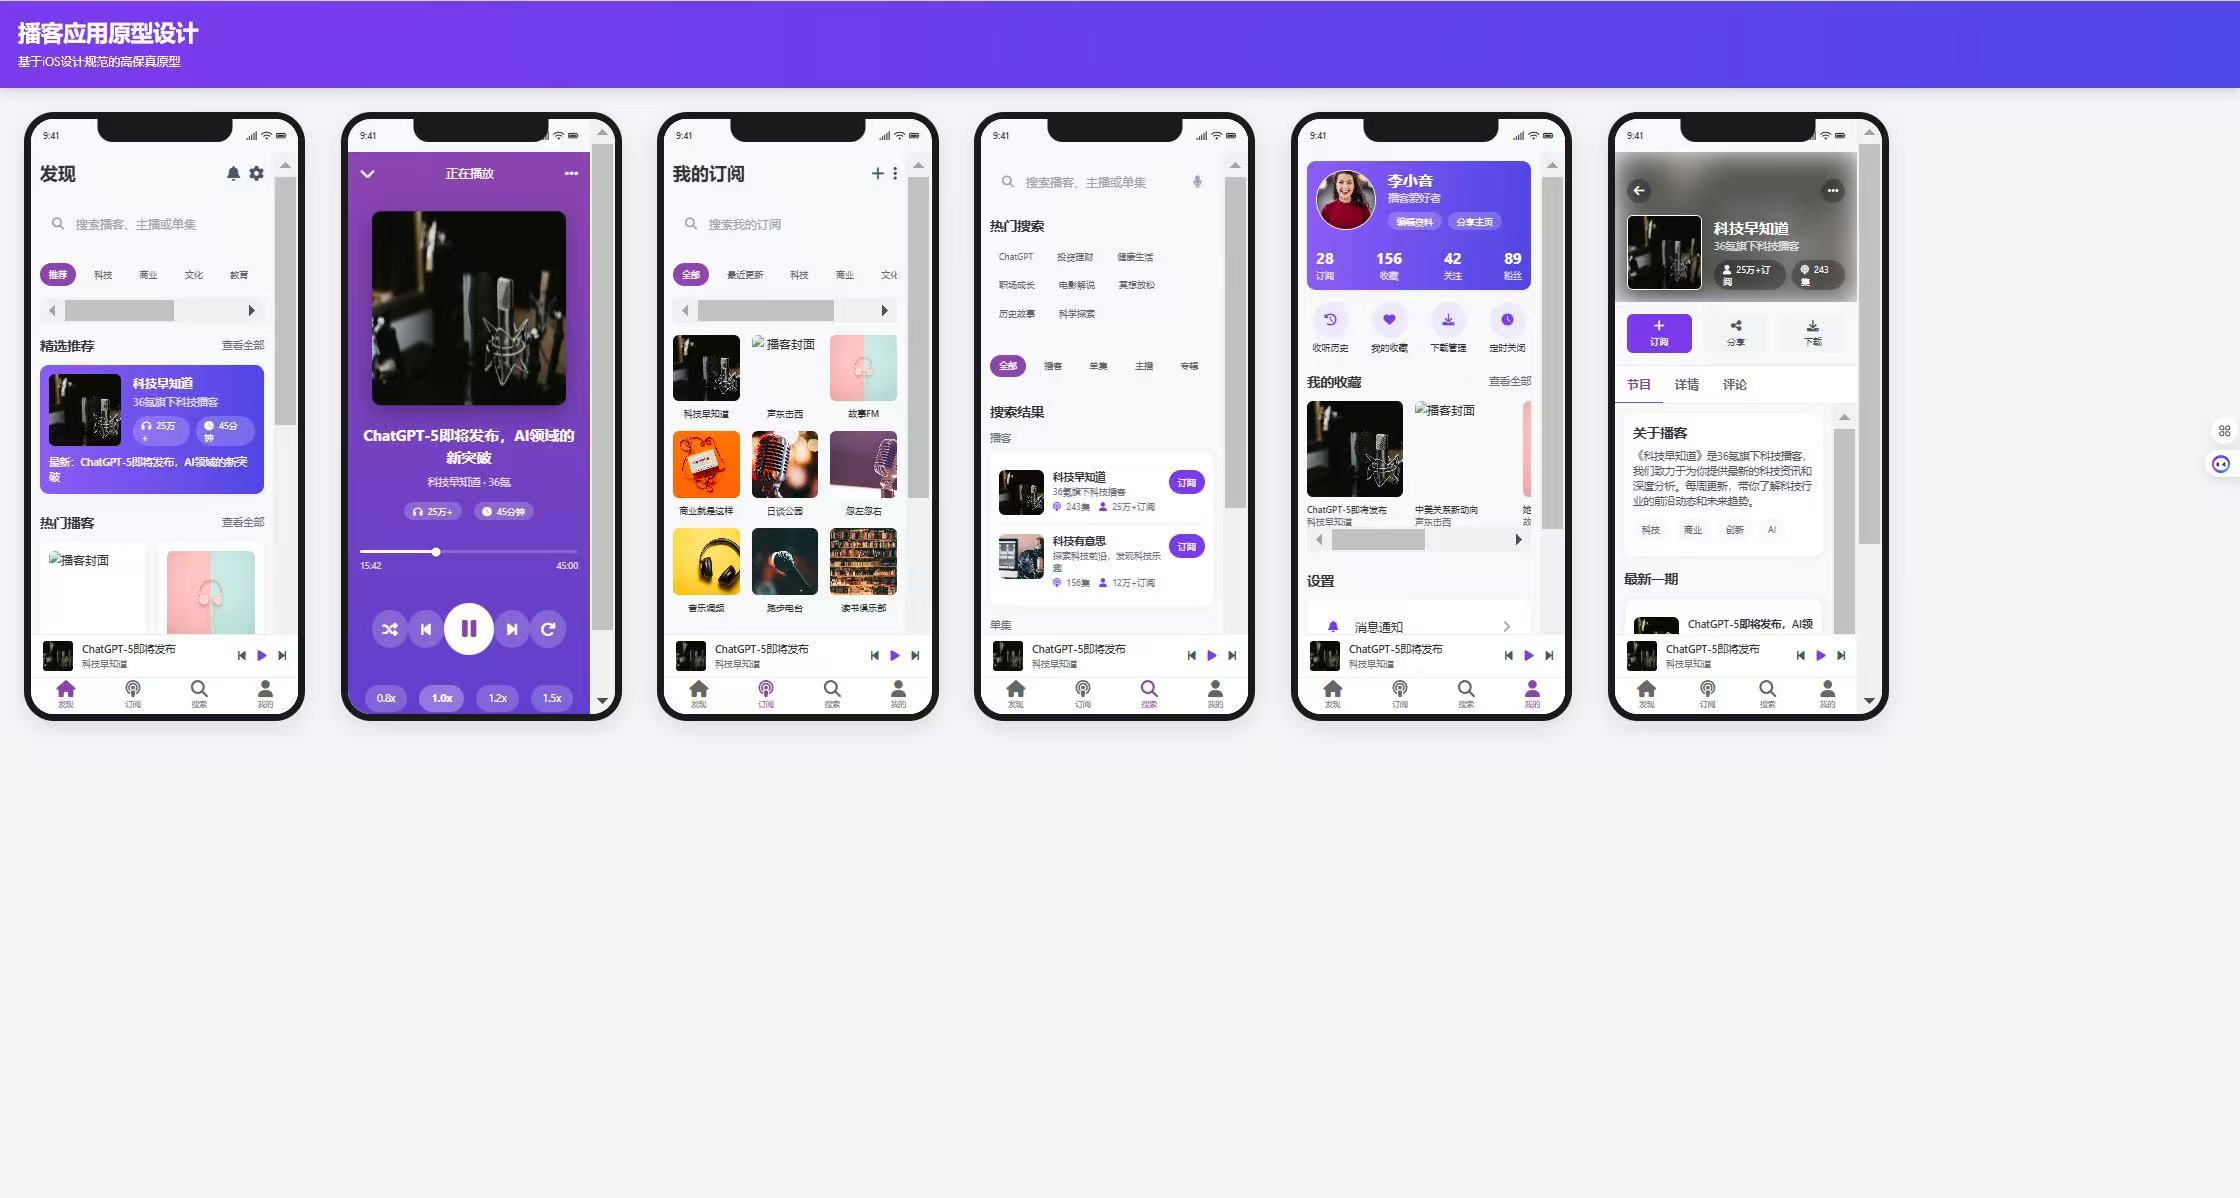 播客应用原型设计
基于iOS设计规范的高保真原型
9:41
发现
搜索播客、主播或单集
推荐 科技 商业 文化 教育
精选推荐 查看全部
科技早知道
36氪旗下科技播客
25万+ 45分钟
最新：ChatGPT-5即将发布，AI领域的新突
破
热门播客 查看全部
播客封面
ChatGPT-5即将发布
科技早知道
发现 订阅 搜索 我的
9:41
正在播放
ChatGPT-5即将发布，AI领域的
新突破
科技早知道 · 36氪
25万+ 45分钟
15:42 45:00
0.8x 1.0x 1.2x 1.5x
9:41
我的订阅
搜索我的订阅
全部 最近更新 科技 商业 文化
播客封面
科技早知道 声东击西 故事FM
商业就是这样 日谈公园 忽左忽右
音乐调频 跑步电台 读书俱乐部
ChatGPT-5即将发布
科技早知道
发现 订阅 搜索 我的
9:41
搜索播客、主播或单集
热门搜索
ChatGPT 投资理财 健康生活
职场成长 电影解说 冥想放松
历史故事 科学探索
全部 播客 单集 主播 专辑
搜索结果
播客
科技早知道
36氪旗下科技播客
243集 25万+订阅
订阅
科技有意思
探索科技前沿，发现科技乐
趣
156集 12万+订阅
订阅
单集
ChatGPT-5即将发布
科技早知道
发现 订阅 搜索 我的
9:41
李小音
播客爱好者
编辑资料 分享主页
28 156 42 89
订阅 收藏 关注 粉丝
收听历史 我的收藏 下载管理 定时关闭
我的收藏 查看全部
播客封面
ChatGPT-5即将发布 中美关系新动向
科技早知道 声东击西
设置
消息通知
ChatGPT-5即将发布
科技早知道
发现 订阅 搜索 我的
9:41
科技早知道
36氪旗下科技播客
25万+订
阅
243
集
订阅 分享 下载
节目 详情 评论
关于播客
《科技早知道》是36氪旗下科技播客，
我们致力于为你提供最新的科技资讯和
深度分析。每周更新，带你了解科技行
业的前沿动态和未来趋势。
科技 商业 创新 AI
最新一期
ChatGPT-5即将发布，AI领
ChatGPT-5即将发布
科技早知道
发现 订阅 搜索 我的